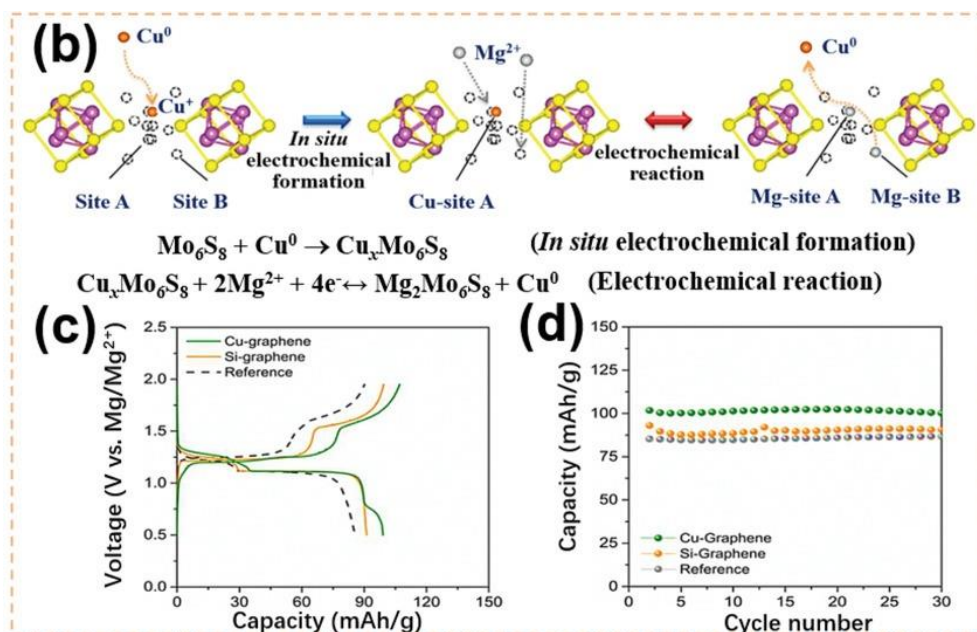 (b)
Cu⁰
Cu⁺
Site A
Site B
In situ
electrochemical
formation
Mg²⁺
Cu-site A
electrochemical
reaction
Cu⁰
Mg-site A
Mg-site B
Mo₆S₈ + Cu⁰ → CuₓMo₆S₈ (In situ electrochemical formation)
CuₓMo₆S₈ + 2Mg²⁺ + 4e⁻ ↔ Mg₂Mo₆S₈ + Cu⁰ (Electrochemical reaction)
(c)
Voltage (V vs. Mg/Mg²⁺)
2.5
2.0
1.5
1.0
0.5
0.0
Cu-graphene
Si-graphene
Reference
0 30 60 90 120 150
Capacity (mAh/g)
(d)
Capacity (mAh/g)
150
125
100
75
50
25
0
Cu-Graphene
Si-Graphene
Reference
0 5 10 15 20 25 30
Cycle number